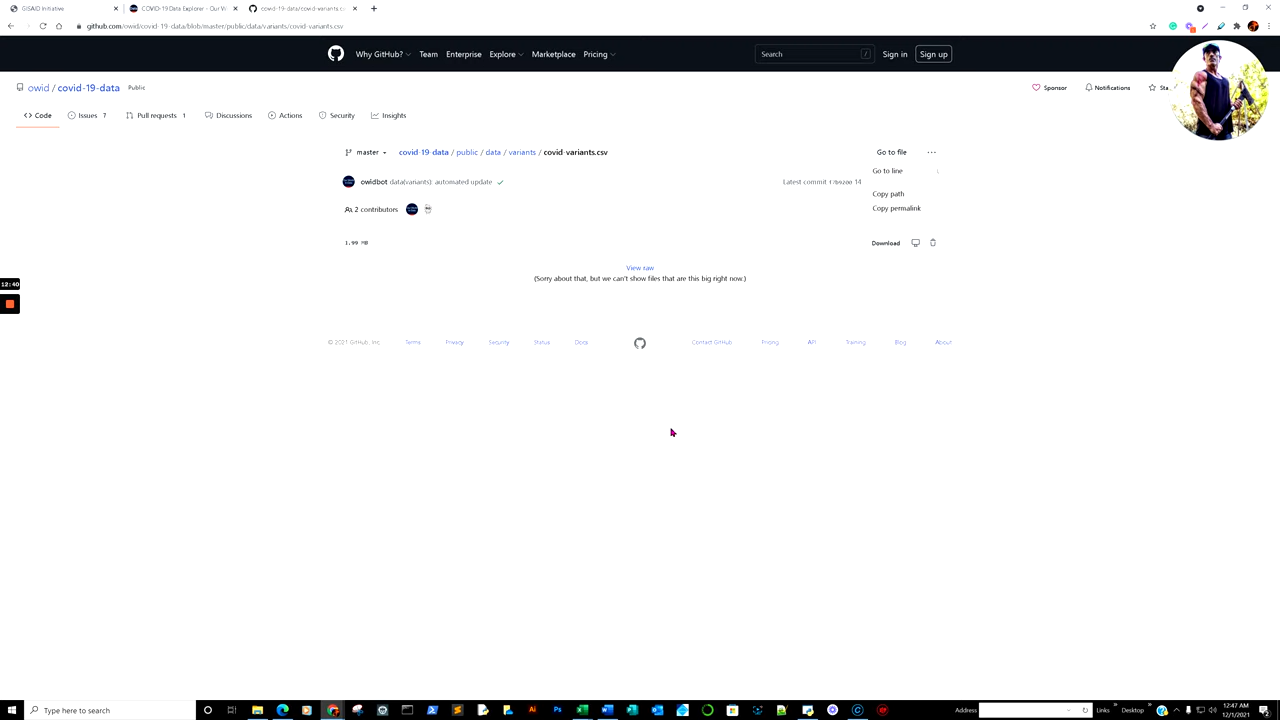 GISAID Initiative
COVID-19 Data Explorer - Our W
covid-19-data/covid-variants.cs
github.com/owid/covid-19-data/blob/master/public/data/variants/covid-variants.csv
Why GitHub? Team Enterprise Explore Marketplace Pricing
Search /
Sign in Sign up
owid / covid-19-data Public
Sponsor Notifications Sta
Code Issues 7 Pull requests 1 Discussions Actions Security Insights
master covid-19-data / public / data / variants / covid-variants.csv
Go to file ...
Go to line
owidbot data(variants): automated update
Latest commit 14
Copy path
Copy permalink
2 contributors
1.99 MB
Download
View raw
(Sorry about that, but we can't show files that are this big right now.)
12:40
© 2021 GitHub, Inc. Terms Privacy Security Status Docs Contact GitHub Pricing API Training Blog About
Type here to search
Address Links » Desktop »
12:47 AM
12/1/2021